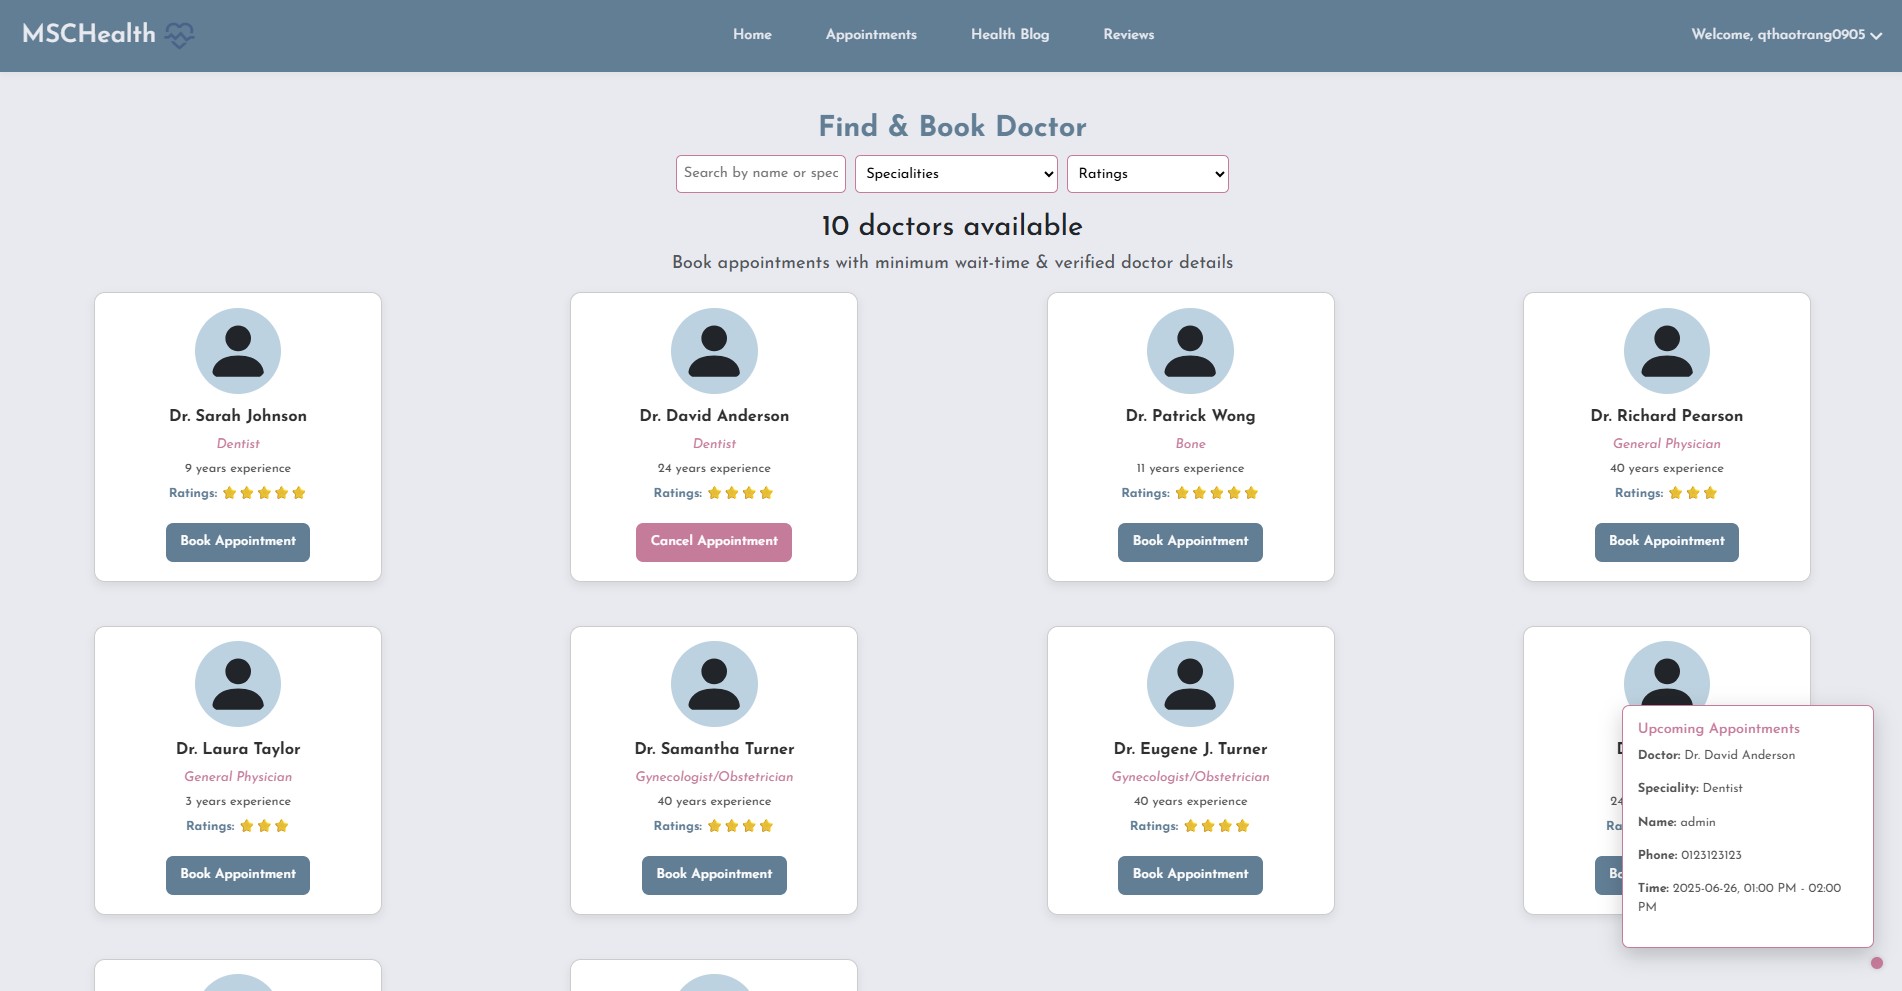 MSCHealth
Home
Appointments
Health Blog
Reviews
Welcome, qthaotrang0905
Find & Book Doctor
Search by name or spec
Specialities
Ratings
10 doctors available
Book appointments with minimum wait-time & verified doctor details
Dr. Sarah Johnson
Dentist
9 years experience
Ratings:
Book Appointment
Dr. David Anderson
Dentist
24 years experience
Ratings:
Cancel Appointment
Dr. Patrick Wong
Bone
11 years experience
Ratings:
Book Appointment
Dr. Richard Pearson
General Physician
40 years experience
Ratings:
Book Appointment
Dr. Laura Taylor
General Physician
3 years experience
Ratings:
Book Appointment
Dr. Samantha Turner
Gynecologist/Obstetrician
40 years experience
Ratings:
Book Appointment
Dr. Eugene J. Turner
Gynecologist/Obstetrician
40 years experience
Ratings:
Book Appointment
24
Upcoming Appointments
Doctor: Dr. David Anderson
Speciality: Dentist
Name: admin
Phone: 0123123123
Time: 2025-06-26, 01:00 PM - 02:00
PM